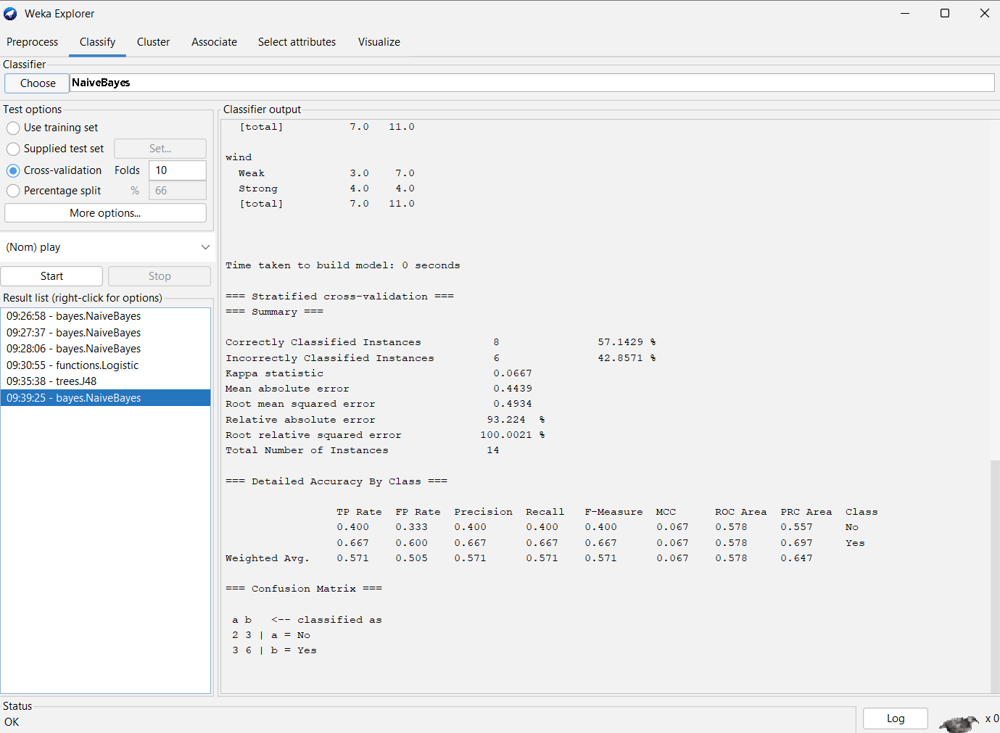 Weka Explorer
Preprocess Classify Cluster Associate Select attributes Visualize
Classifier
Choose NaiveBayes
Test options
Use training set
Supplied test set Set...
Cross-validation Folds 10
Percentage split % 66
More options...
(Nom) play
Start Stop
Result list (right-click for options)
09:26:58 - bayes.NaiveBayes
09:27:37 - bayes.NaiveBayes
09:28:06 - bayes.NaiveBayes
09:30:55 - functions.Logistic
09:35:38 - trees.J48
09:39:25 - bayes.NaiveBayes
Classifier output
[total] 7.0 11.0
wind
Weak 3.0 7.0
Strong 4.0 4.0
[total] 7.0 11.0
Time taken to build model: 0 seconds
=== Stratified cross-validation ===
=== Summary ===
Correctly Classified Instances 8 57.1429 %
Incorrectly Classified Instances 6 42.8571 %
Kappa statistic 0.0667
Mean absolute error 0.4439
Root mean squared error 0.4934
Relative absolute error 93.224 %
Root relative squared error 100.0021 %
Total Number of Instances 14
=== Detailed Accuracy By Class ===
TP Rate FP Rate Precision Recall F-Measure MCC ROC Area PRC Area Class
0.400 0.333 0.400 0.400 0.400 0.067 0.578 0.557 No
0.667 0.600 0.667 0.667 0.667 0.067 0.578 0.697 Yes
Weighted Avg. 0.571 0.505 0.571 0.571 0.571 0.067 0.578 0.647
=== Confusion Matrix ===
a b <-- classified as
2 3 | a = No
3 6 | b = Yes
Status
OK
Log
x 0